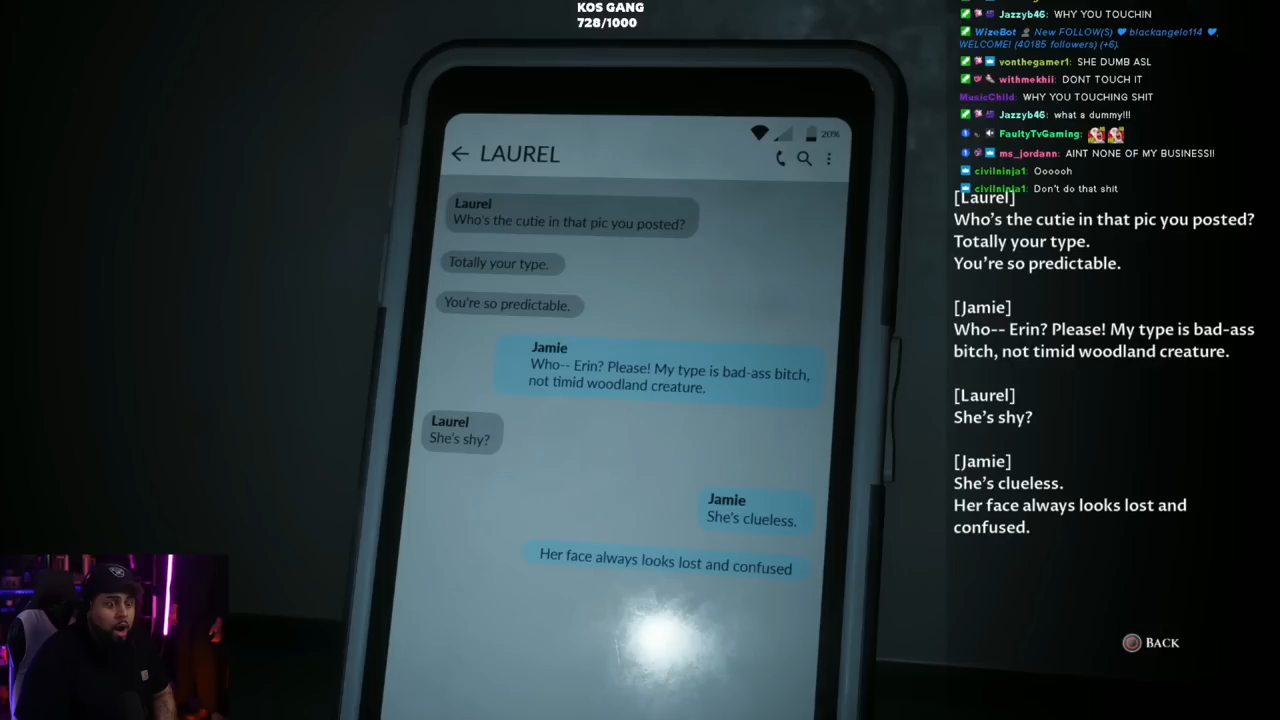 KOS GANG
728/1000
Jazzyb46: WHY YOU TOUCHIN
WizeBot New FOLLOW(S) blackangelo114 ,
WELCOME! (40185 followers) (+6).
vonthegamer1: SHE DUMB ASL
withmekhii: DONT TOUCH IT
MusicChild: WHY YOU TOUCHING SHIT
Jazzyb46: what a dummy!!!
FaultyTvGaming:
ms_jordann: AINT NONE OF MY BUSINESS!!
civilninja1: Oooooh
civilninja1: Don't do that shit
20%
LAUREL
Laurel
Who's the cutie in that pic you posted?
Totally your type.
You're so predictable.
Jamie
Who-- Erin? Please! My type is bad-ass bitch,
not timid woodland creature.
Laurel
She's shy?
Jamie
She's clueless.
Her face always looks lost and confused
[Laurel]
Who's the cutie in that pic you posted?
Totally your type.
You're so predictable.
[Jamie]
Who-- Erin? Please! My type is bad-ass
bitch, not timid woodland creature.
[Laurel]
She's shy?
[Jamie]
She's clueless.
Her face always looks lost and
confused.
BACK